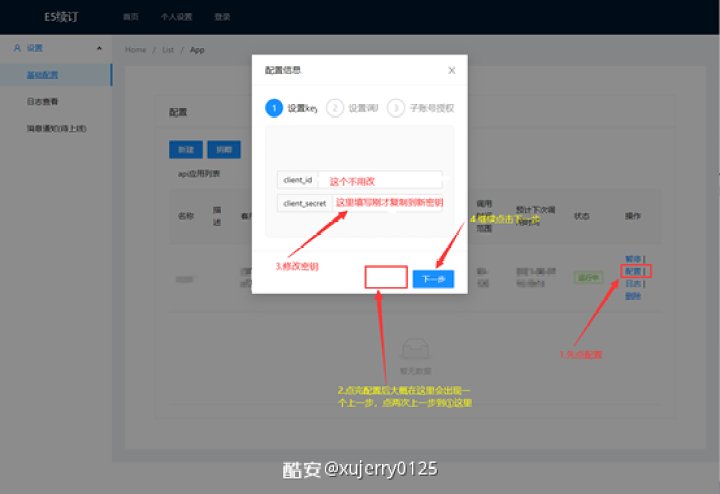 E5续订
首页 个人设置 登录
设置
Home / List / App
基础配置
日志查看
消息通知(待上线)
配置信息
配置
1 设置key
2 设置调用
3 子账号授权
新建 捐赠
api应用列表
client_id 这个不用改
client_secret 这里填写刚才复制到新密钥
名称
描述
调用
范围
预计下次调
状态
操作
4.继续点击下一步
3.修改密钥
下一步
运行中
暂停 |
配置 |
日志 |
删除
1.先点配置
暂无数据
2.点完配置后大概在这里会出现一
个上一步，点两次上一步到①这里
酷安 @xujerry0125